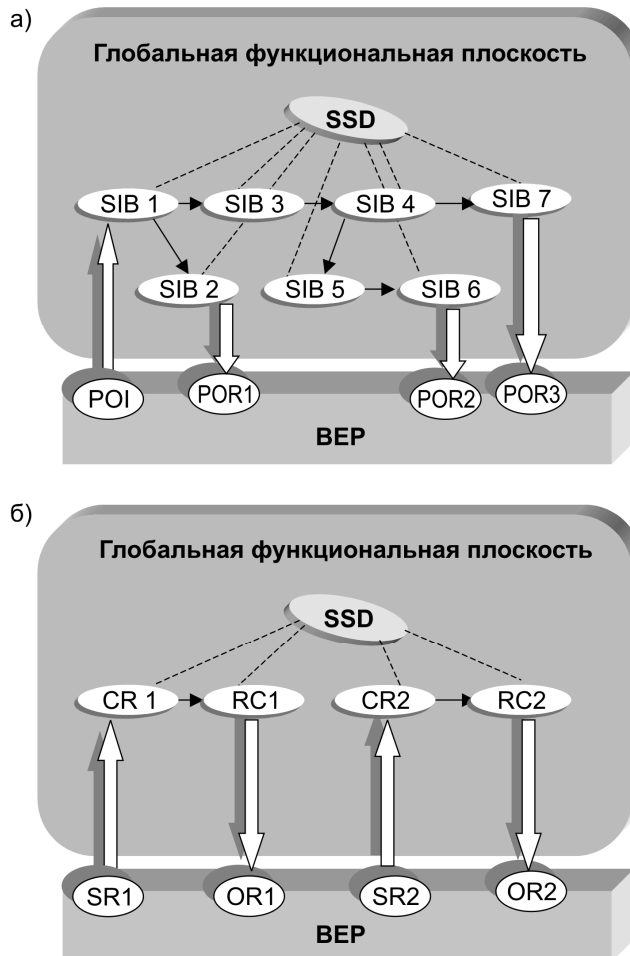 а)
Глобальная функциональная плоскость
SSD
SIB 1 SIB 3 SIB 4 SIB 7
SIB 2 SIB 5 SIB 6
POI POR1 POR2 POR3
BEP
б)
Глобальная функциональная плоскость
SSD
CR 1 RC1 CR2 RC2
SR1 OR1 SR2 OR2
BEP